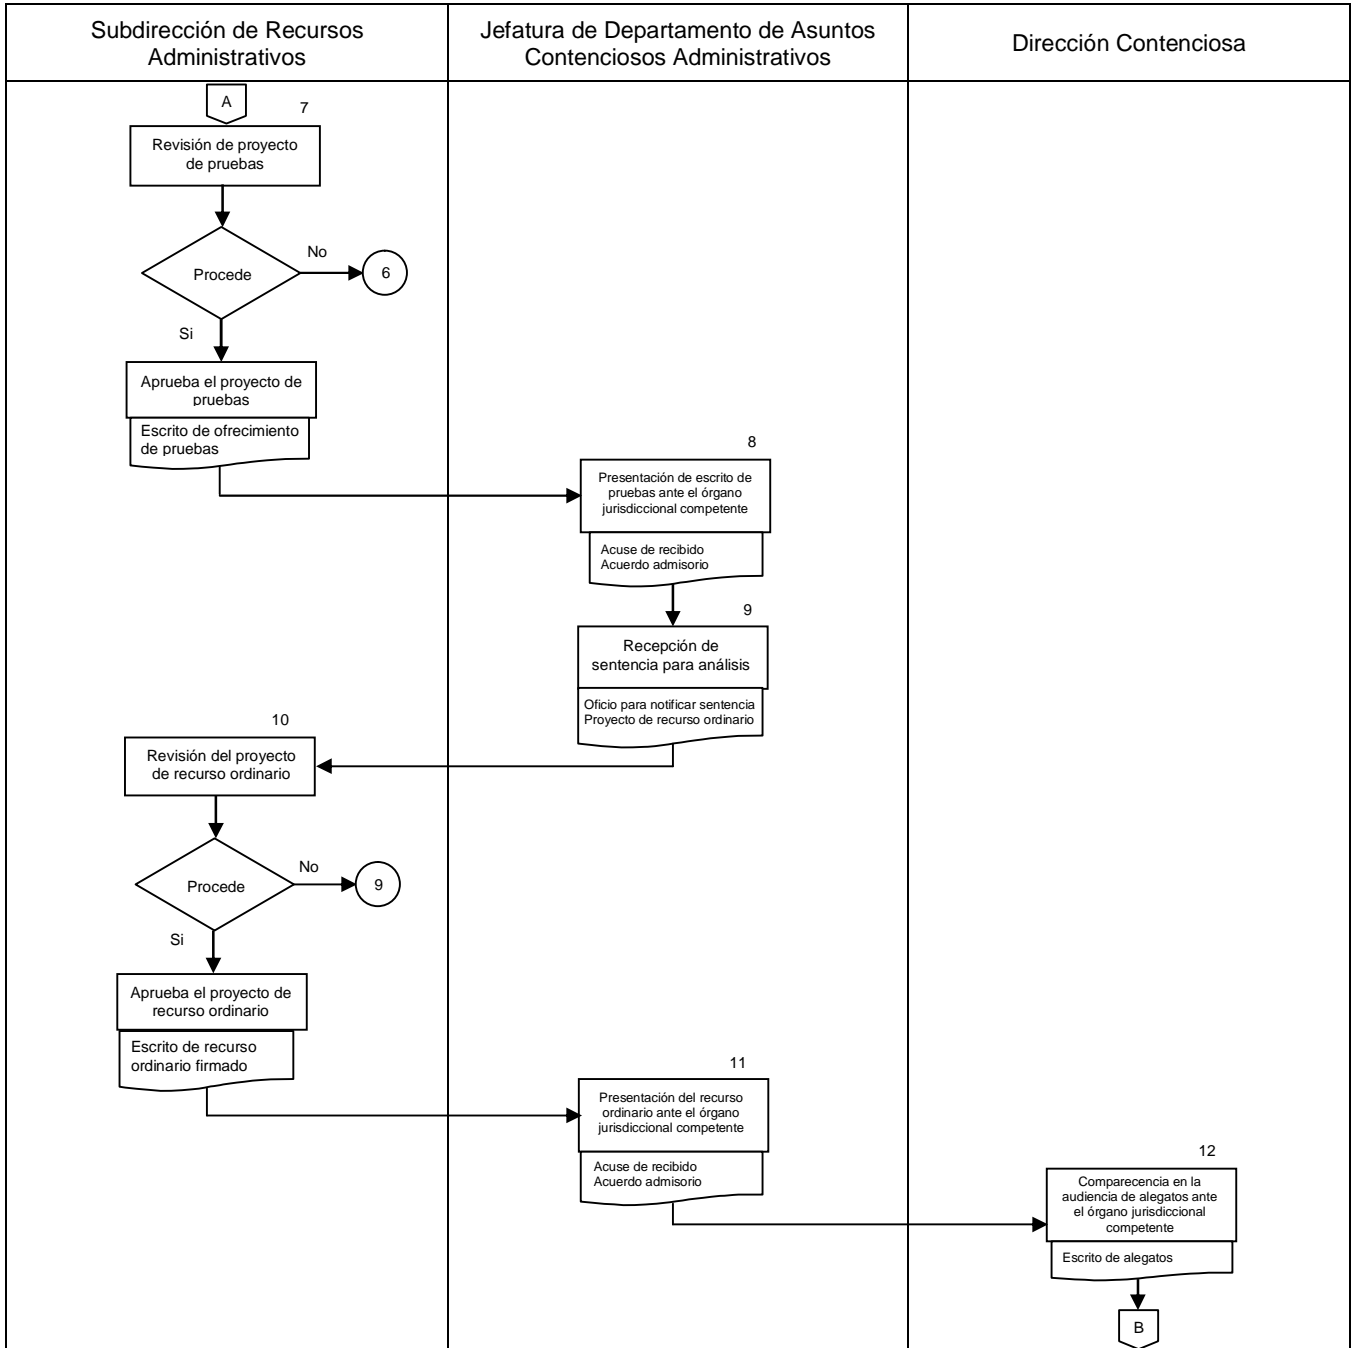 Subdirección de Recursos
Administrativos
Jefatura de Departamento de Asuntos
Contenciosos Administrativos
Dirección Contenciosa
A
7
Revisión de proyecto
de pruebas
Procede
No
6
Si
Aprueba el proyecto de
pruebas
Escrito de ofrecimiento
de pruebas
8
Presentación de escrito de
pruebas ante el órgano
jurisdiccional competente
Acuse de recibido
Acuerdo admisorio
9
Recepción de
sentencia para análisis
Oficio para notificar sentencia
Proyecto de recurso ordinario
10
Revisión del proyecto
de recurso ordinario
Procede
No
9
Si
Aprueba el proyecto de
recurso ordinario
Escrito de recurso
ordinario firmado
11
Presentación del recurso
ordinario ante el órgano
jurisdiccional competente
Acuse de recibido
Acuerdo admisorio
12
Comparecencia en la
audiencia de alegatos ante
el órgano jurisdiccional
competente
Escrito de alegatos
B